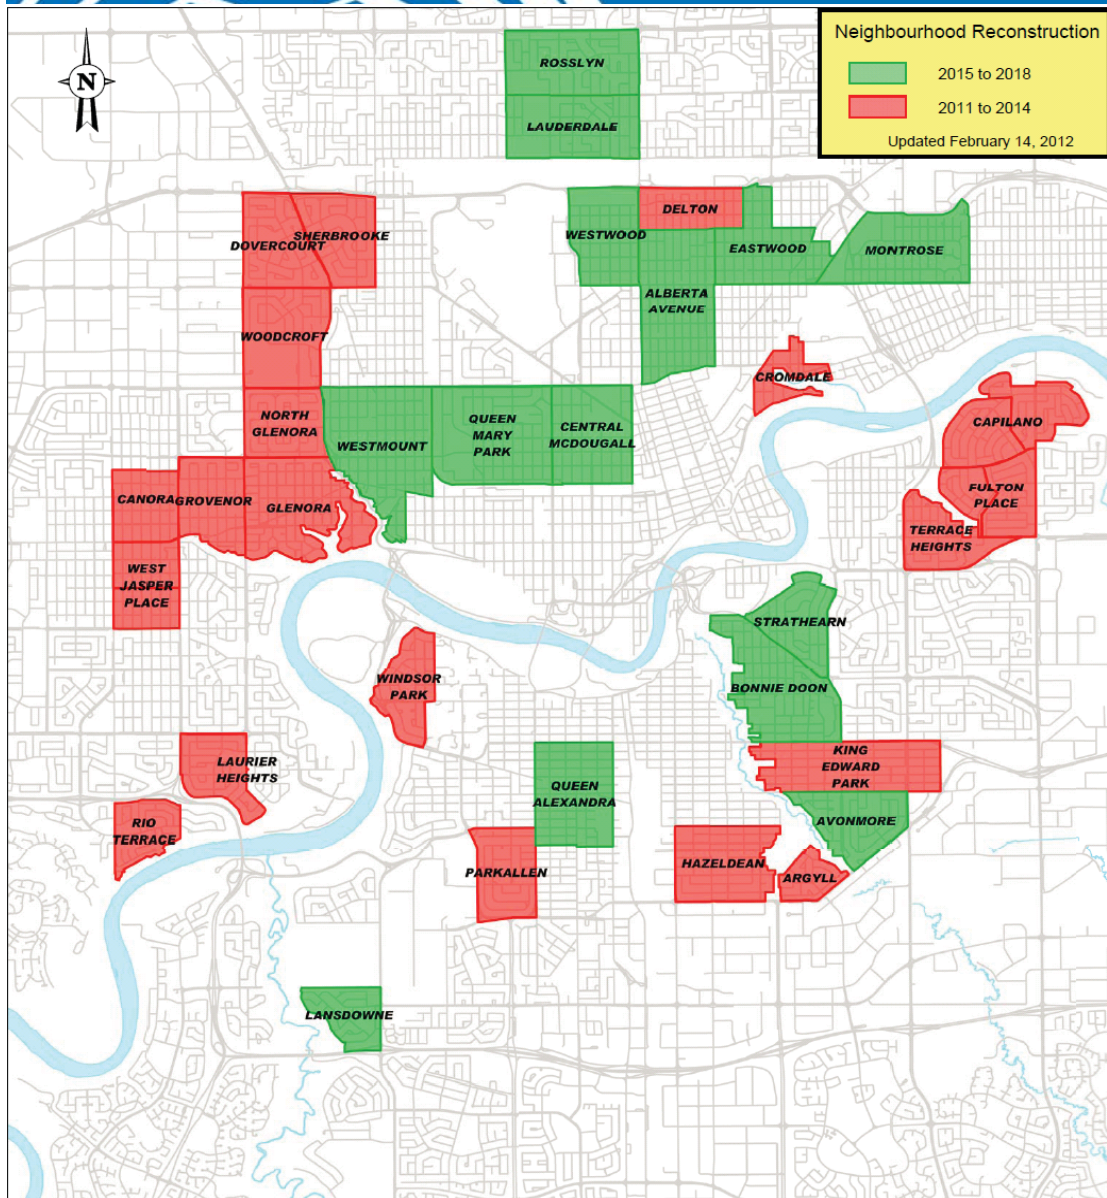 Neighbourhood Reconstruction
2015 to 2018
2011 to 2014
Updated February 14, 2012
N
ROSSLYN
LAUDERDALE
DELTON
SHERBROOKE
DOVERCOURT
WESTWOOD
EASTWOOD
MONTROSE
ALBERTA
AVENUE
WOODCROFT
CROMDALE
NORTH
GLENORA
WESTMOUNT
QUEEN
MARY
PARK
CENTRAL
MCDOUGALL
CAPILANO
CANORA
GROVENOR
GLENORA
FULTON
PLACE
TERRACE
HEIGHTS
WEST
JASPER
PLACE
STRATHEARN
WINDSOR
PARK
BONNIE DOON
LAURIER
HEIGHTS
KING
EDWARD
PARK
QUEEN
ALEXANDRA
RIO
TERRACE
AVONMORE
PARKALLEN
HAZELDEAN
ARGYLL
LANSDOWNE